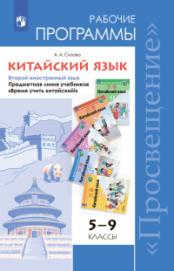 РАБОЧИЕ
ПРОГРАММЫ
А. А. Сизова
КИТАЙСКИЙ ЯЗЫК
Второй иностранный язык
Предметная линия учебников
«Время учить китайский!»
5–9
КЛАССЫ
«Просвещение»